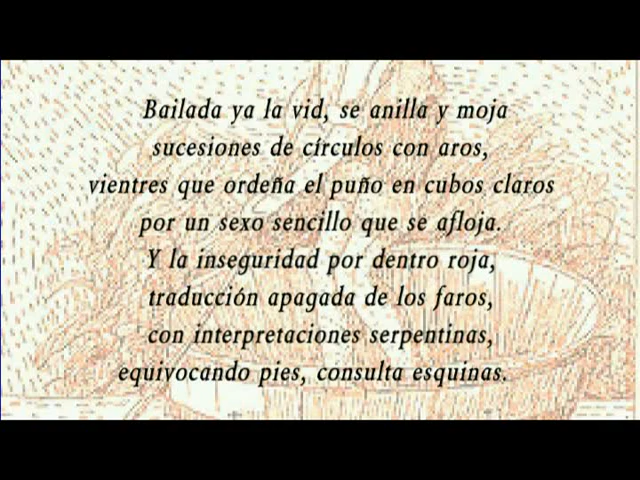 Bailada ya la vid, se anilla y moja
sucesiones de círculos con aros,
vientres que ordeña el puño en cubos claros
por un sexo sencillo que se afloja.
Y la inseguridad por dentro roja,
traducción apagada de los faros,
con interpretaciones serpentinas,
equivocando pies, consulta esquinas.